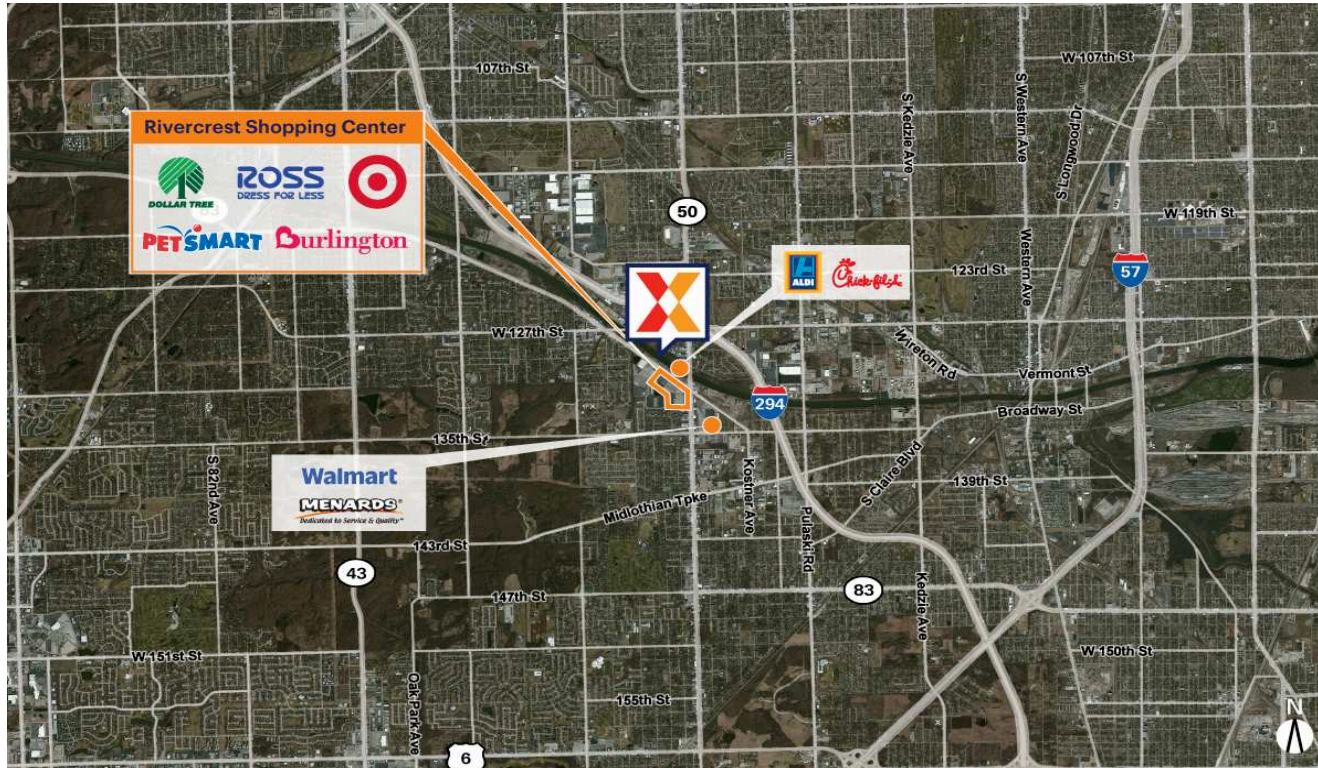 107th St
W 107th St
S Kedzie Ave
S Western Ave
S Longwood Dr
Rivercrest Shopping Center
DOLLAR TREE
ROSS
DRESS FOR LESS
PETSMART
Burlington
83
50
W 119th St
ALDI
Chick-fil-A
123rd St
Western Ave
57
W 127th St
Wireton Rd
Vermont St
294
Broadway St
135th St
Walmart
MENARDS®
Dedicated to Service & Quality™
S 82nd Ave
Kostner Ave
S Claire Blvd
139th St
Midlothian Tpke
Pulaski Rd
143rd St
43
147th St
83
Kedzie Ave
W 151st St
W 150th St
Oak Park Ave
155th St
6
N